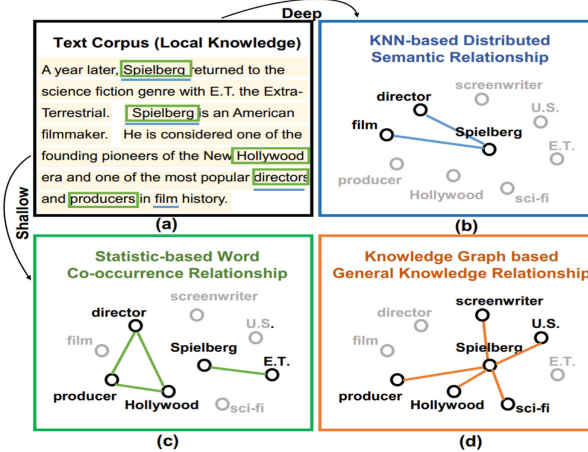 Deep
Text Corpus (Local Knowledge)
A year later, Spielberg returned to the
science fiction genre with E.T. the Extra-
Terrestrial. Spielberg is an American
filmmaker. He is considered one of the
founding pioneers of the New Hollywood
era and one of the most popular directors
and producers in film history.
(a)
Shallow
KNN-based Distributed
Semantic Relationship
screenwriter
director
U.S.
film
Spielberg
E.T.
producer
Hollywood
sci-fi
(b)
Statistic-based Word
Co-occurrence Relationship
screenwriter
director
U.S.
film
Spielberg
E.T.
producer
Hollywood
sci-fi
(c)
Knowledge Graph based
General Knowledge Relationship
screenwriter
director
U.S.
film
Spielberg
E.T.
producer
Hollywood
sci-fi
(d)